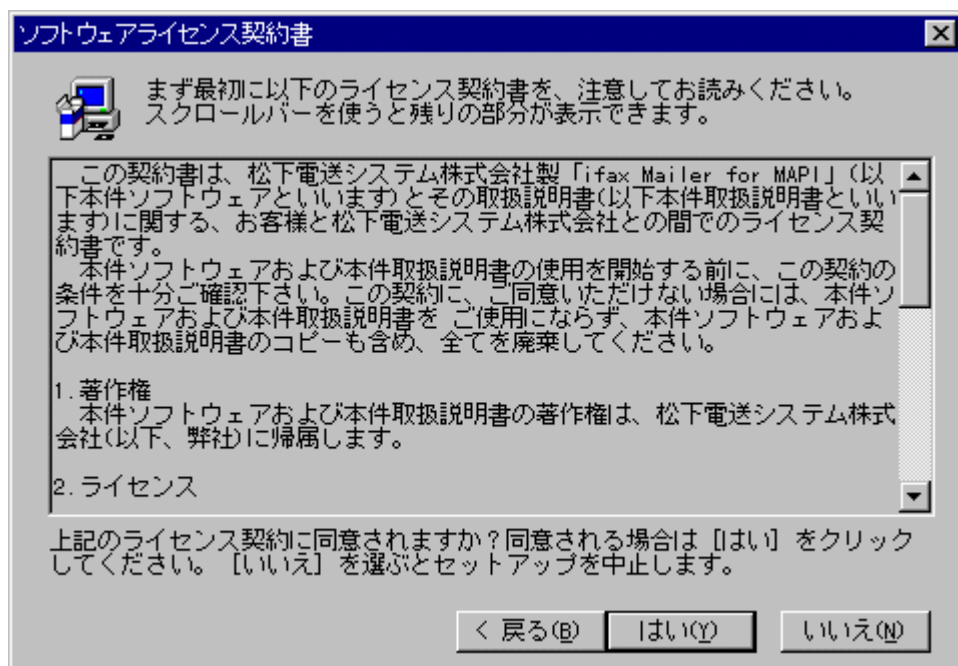 ソフトウェアライセンス契約書
まず最初に以下のライセンス契約書を、注意してお読みください。
スクロールバーを使うと残りの部分が表示できます。
この契約書は、松下電送システム株式会社製「ifax Mailer for MAPI」(以
下本件ソフトウェアといいます)とその取扱説明書(以下本件取扱説明書といい
ます)に関する、お客様と松下電送システム株式会社との間でのライセンス契
約書です。
本件ソフトウェアおよび本件取扱説明書の使用を開始する前に、この契約の
条件を十分ご確認下さい。この契約に、ご同意いただけない場合には、本件ソ
フトウェアおよび本件取扱説明書を ご使用にならず、本件ソフトウェアおよ
び本件取扱説明書のコピーも含め、全てを廃棄してください。
1.著作権
本件ソフトウェアおよび本件取扱説明書の著作権は、松下電送システム株式
会社(以下、弊社)に帰属します。
2.ライセンス
上記のライセンス契約に同意されますか？同意される場合は [はい] をクリック
してください。 [いいえ] を選ぶとセットアップを中止します。
< 戻る(B) はい(Y) いいえ(N)